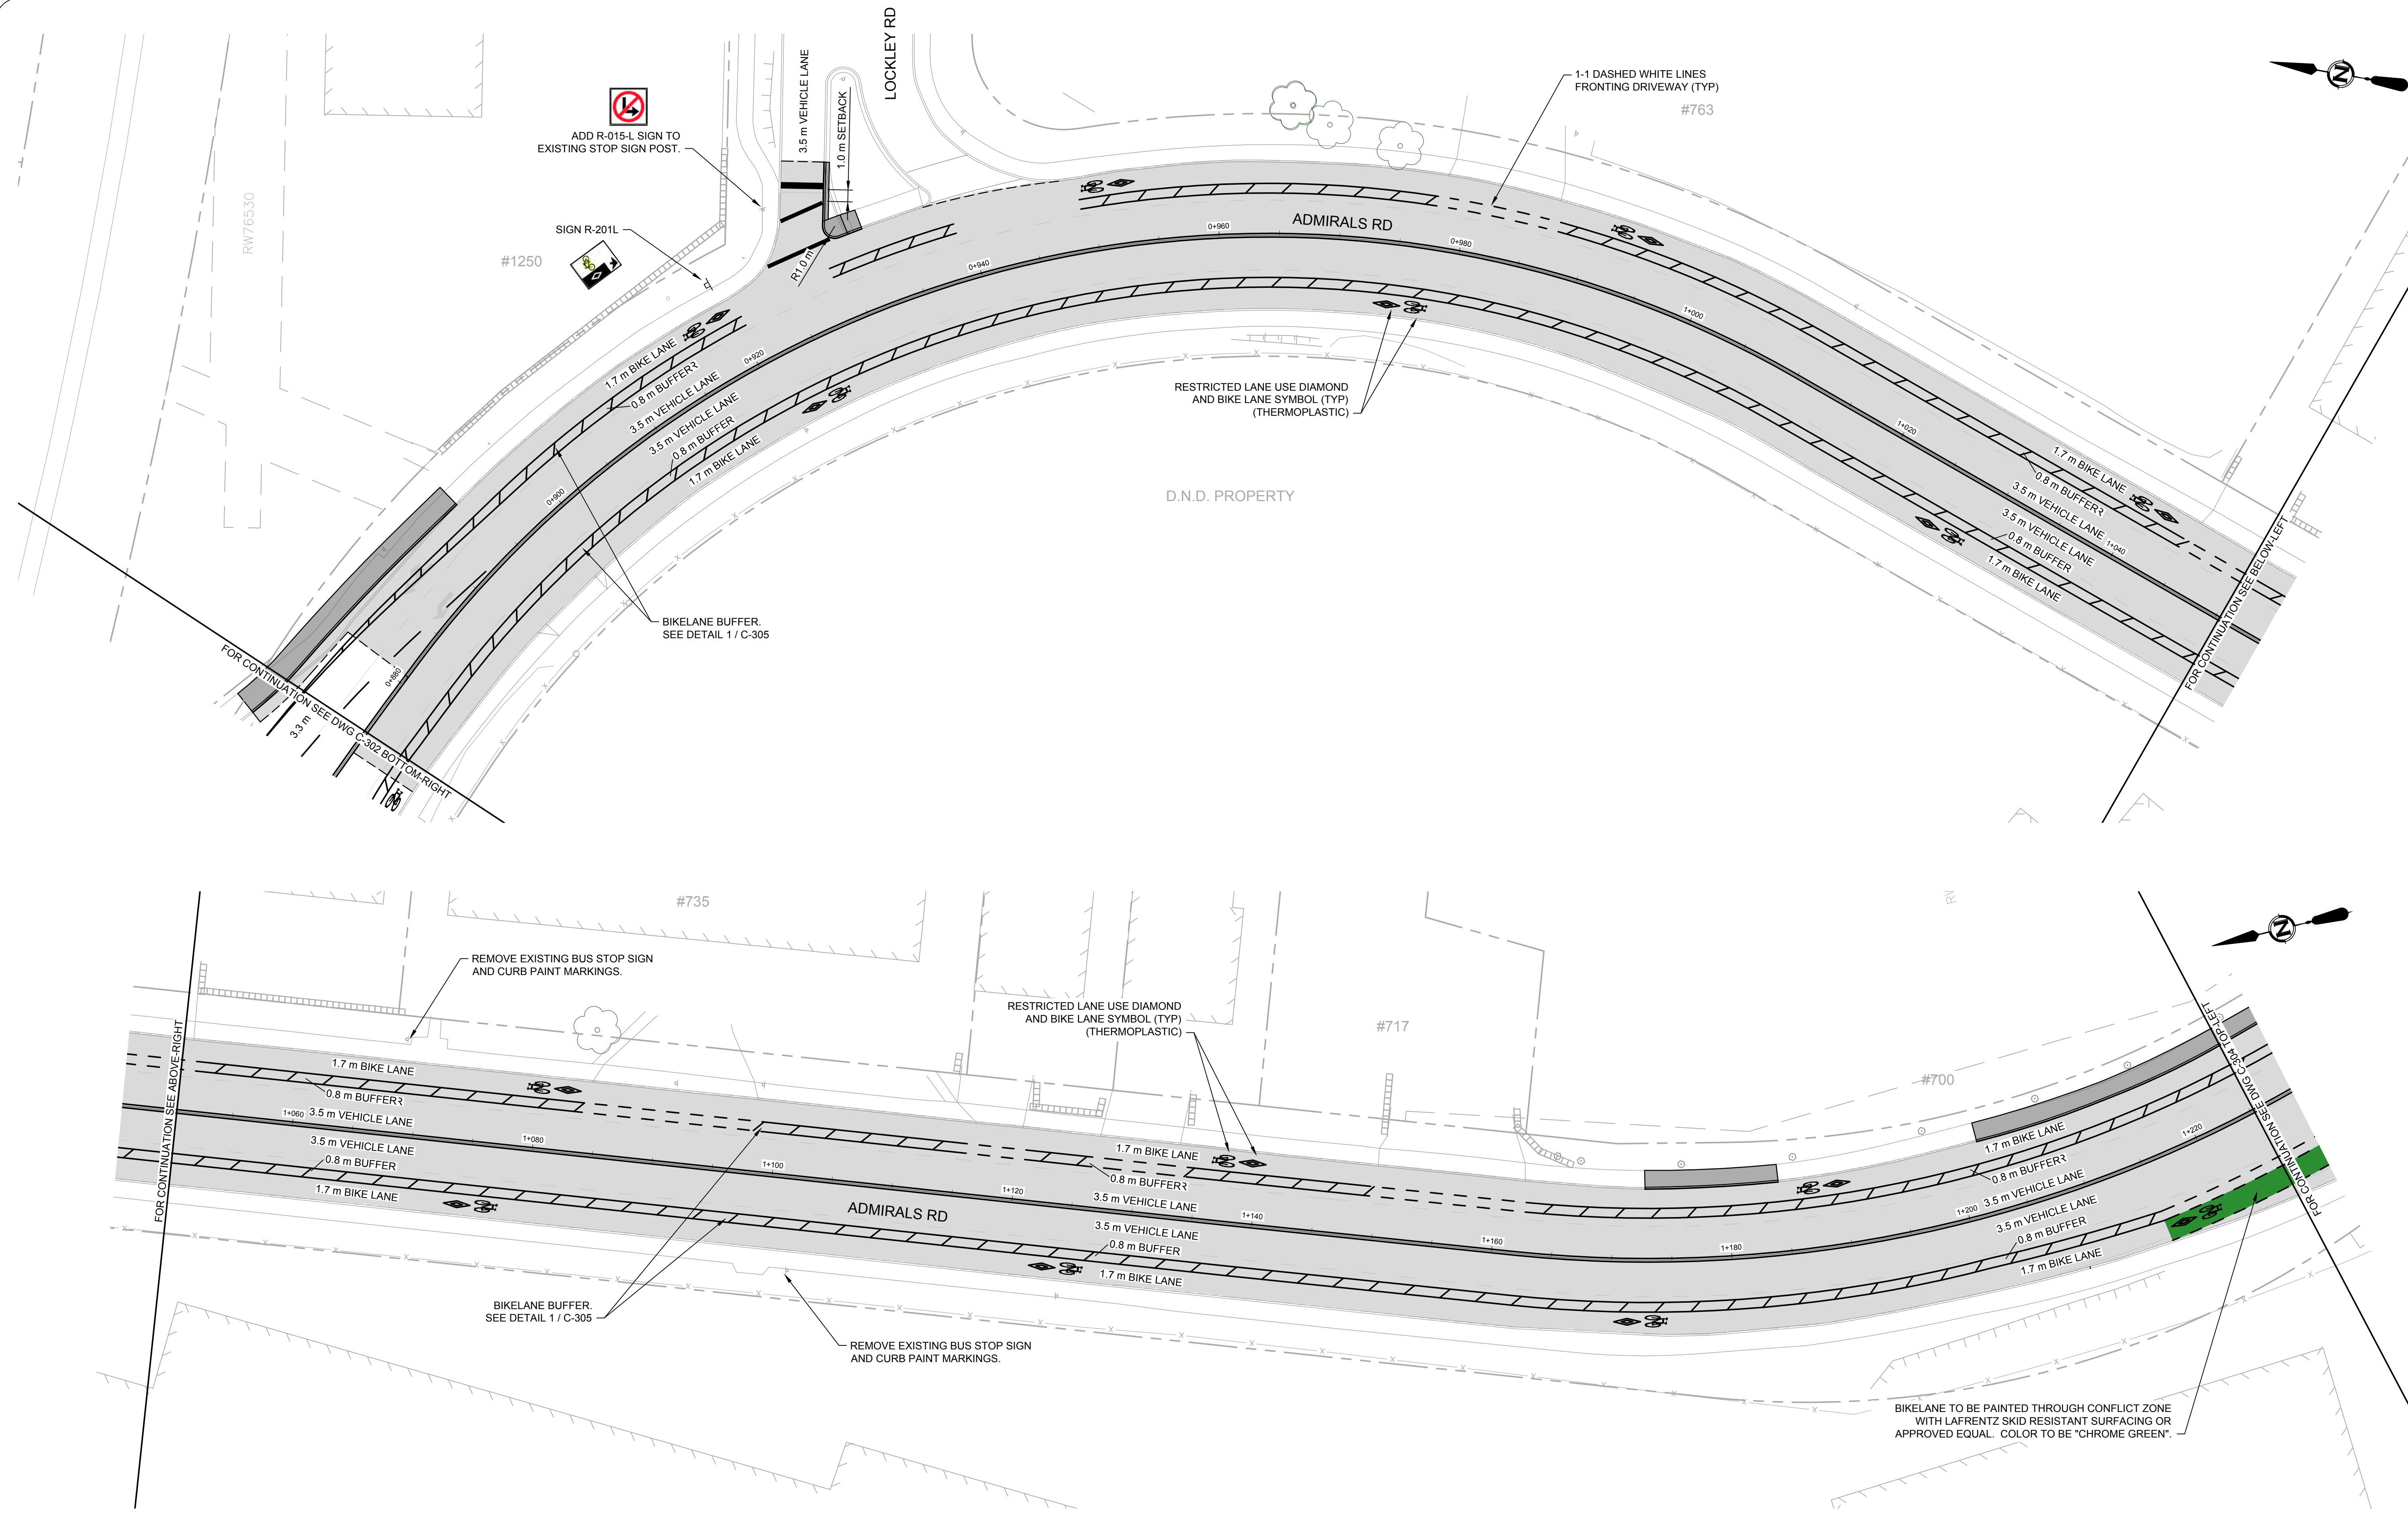 LOCKLEY RD
3.5 m VEHICLE LANE
1.0 m SETBACK
ADD R-015-L SIGN TO
EXISTING STOP SIGN POST.
SIGN R-201L
#1250
RW76530
R1.0 m
1-1 DASHED WHITE LINES
FRONTING DRIVEWAY (TYP)
#763
N
ADMIRALS RD
0+880
0+900
0+920
0+940
0+960
0+980
1+000
1+020
1+040
1.7 m BIKE LANE
0.8 m BUFFER
3.5 m VEHICLE LANE
3.5 m VEHICLE LANE
0.8 m BUFFER
1.7 m BIKE LANE
RESTRICTED LANE USE DIAMOND
AND BIKE LANE SYMBOL (TYP)
(THERMOPLASTIC)
D.N.D. PROPERTY
1.7 m BIKE LANE
0.8 m BUFFER
3.5 m VEHICLE LANE
3.5 m VEHICLE LANE
0.8 m BUFFER
1.7 m BIKE LANE
BIKELANE BUFFER.
SEE DETAIL 1 / C-305
3.3 m
FOR CONTINUATION SEE DWG C-302 BOTTOM-RIGHT
FOR CONTINUATION SEE BELOW-LEFT
#735
REMOVE EXISTING BUS STOP SIGN
AND CURB PAINT MARKINGS.
RESTRICTED LANE USE DIAMOND
AND BIKE LANE SYMBOL (TYP)
(THERMOPLASTIC)
#717
#700
N
FOR CONTINUATION SEE ABOVE-RIGHT
FOR CONTINUATION SEE DWG C-304 TOP-LEFT
1.7 m BIKE LANE
0.8 m BUFFER
3.5 m VEHICLE LANE
3.5 m VEHICLE LANE
0.8 m BUFFER
1.7 m BIKE LANE
1+060
1+080
1+100
1+120
1+140
1+160
1+180
1+200
1+220
ADMIRALS RD
1.7 m BIKE LANE
0.8 m BUFFER
3.5 m VEHICLE LANE
3.5 m VEHICLE LANE
0.8 m BUFFER
1.7 m BIKE LANE
1.7 m BIKE LANE
0.8 m BUFFER
3.5 m VEHICLE LANE
3.5 m VEHICLE LANE
0.8 m BUFFER
1.7 m BIKE LANE
BIKELANE BUFFER.
SEE DETAIL 1 / C-305
REMOVE EXISTING BUS STOP SIGN
AND CURB PAINT MARKINGS.
BIKELANE TO BE PAINTED THROUGH CONFLICT ZONE
WITH LAFRENTZ SKID RESISTANT SURFACING OR
APPROVED EQUAL. COLOR TO BE "CHROME GREEN".